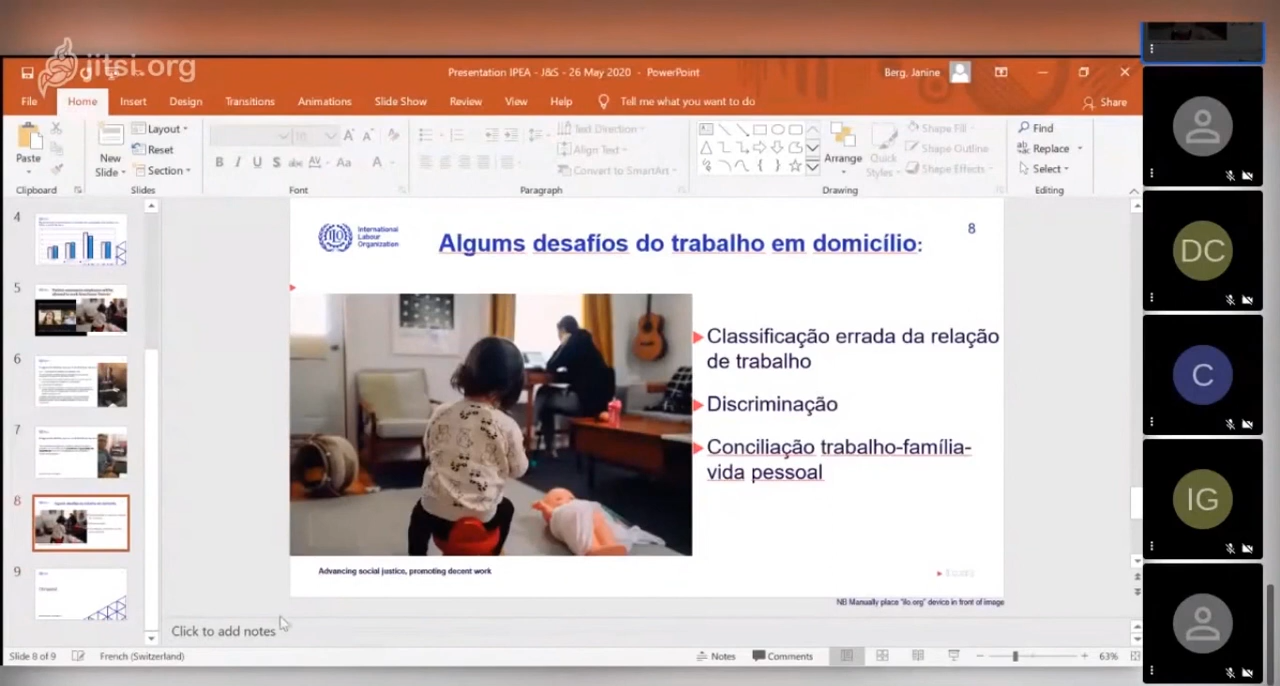 jitsi.org
Presentation IPEA - J&S - 26 May 2020 - PowerPoint
Berg, Janine
File Home Insert Design Transitions Animations Slide Show Review View Help Tell me what you want to do
Share
Paste
Clipboard
New
Slide
Layout
Reset
Section
Slides
B I U S abc AV Aa A
Font
Text Direction
Align Text
Convert to SmartArt
Paragraph
Arrange
Quick
Styles
Shape Fill
Shape Outline
Shape Effects
Drawing
Find
Replace
Select
Editing
4
5
6
7
8
9
International
Labour
Organization
8
Algums desafíos do trabalho em domicílio:
Classificação errada da relação
de trabalho
Discriminação
Conciliação trabalho-família-
vida pessoal
Advancing social justice, promoting decent work
NB Manually place "ilo.org" device in front of image
Click to add notes
Slide 8 of 9
French (Switzerland)
Notes
Comments
63%
DC
C
IG